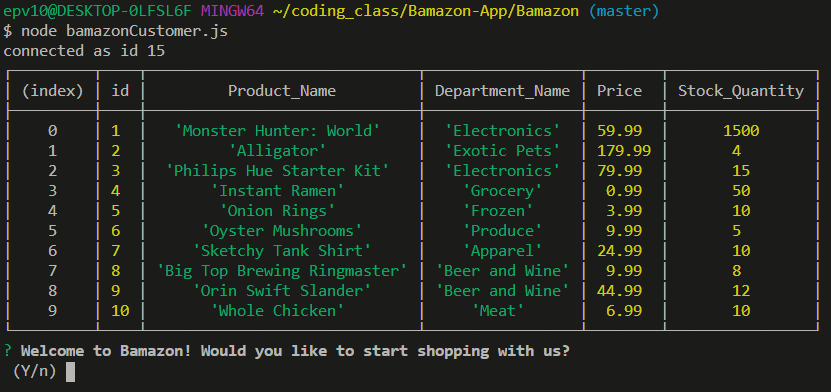 epv10@DESKTOP-0LFSL6F MINGW64 ~/coding_class/Bamazon-App/Bamazon (master)
$ node bamazonCustomer.js
connected as id 15
(index) id Product_Name Department_Name Price Stock_Quantity
0 1 'Monster Hunter: World' 'Electronics' 59.99 1500
1 2 'Alligator' 'Exotic Pets' 179.99 4
2 3 'Philips Hue Starter Kit' 'Electronics' 79.99 15
3 4 'Instant Ramen' 'Grocery' 0.99 50
4 5 'Onion Rings' 'Frozen' 3.99 10
5 6 'Oyster Mushrooms' 'Produce' 9.99 5
6 7 'Sketchy Tank Shirt' 'Apparel' 24.99 10
7 8 'Big Top Brewing Ringmaster' 'Beer and Wine' 9.99 8
8 9 'Orin Swift Slander' 'Beer and Wine' 44.99 12
9 10 'Whole Chicken' 'Meat' 6.99 10
? Welcome to Bamazon! Would you like to start shopping with us?
(Y/n)